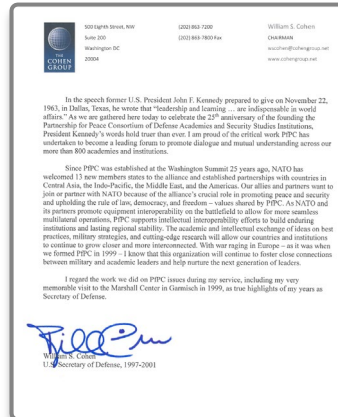 THE
COHEN
GROUP
500 Eighth Street, NW
Suite 200
Washington DC
20004
(202) 863-7200
(202) 863-7800 Fax
William S. Cohen
CHAIRMAN
wscohen@cohengroup.net
www.cohengroup.net
In the speech former U.S. President John F. Kennedy prepared to give on November 22,
1963, in Dallas, Texas, he wrote that "leadership and learning … are indispensable in world
affairs." As we are gathered here today to celebrate the 25th anniversary of the founding the
Partnership for Peace Consortium of Defense Academies and Security Studies Institutions,
President Kennedy's words hold truer than ever. I am proud of the critical work PfPC has
undertaken to become a leading forum to promote dialogue and mutual understanding across our
more than 800 academies and institutions.
Since PfPC was established at the Washington Summit 25 years ago, NATO has
welcomed 13 new members states to the alliance and established partnerships with countries in
Central Asia, the Indo-Pacific, the Middle East, and the Americas. Our allies and partners want to
join or partner with NATO because of the alliance's crucial role in promoting peace and security
and upholding the rule of law, democracy, and freedom – values shared by PfPC. As NATO and
its partners promote equipment interoperability on the battlefield to allow for more seamless
multilateral operations, PfPC supports intellectual interoperability efforts to build enduring
institutions and lasting regional stability. The academic and intellectual exchange of ideas on best
practices, military strategies, and cutting-edge research will allow our countries and institutions
to continue to grow closer and more interconnected. With war raging in Europe – as it was when
we formed PfPC in 1999 – I know that this organization will continue to foster close connections
between military and academic leaders and help nurture the next generation of leaders.
I regard the work we did on PfPC issues during my service, including my very
memorable visit to the Marshall Center in Garmisch in 1999, as true highlights of my years as
Secretary of Defense.
William S. Cohen
U.S. Secretary of Defense, 1997-2001